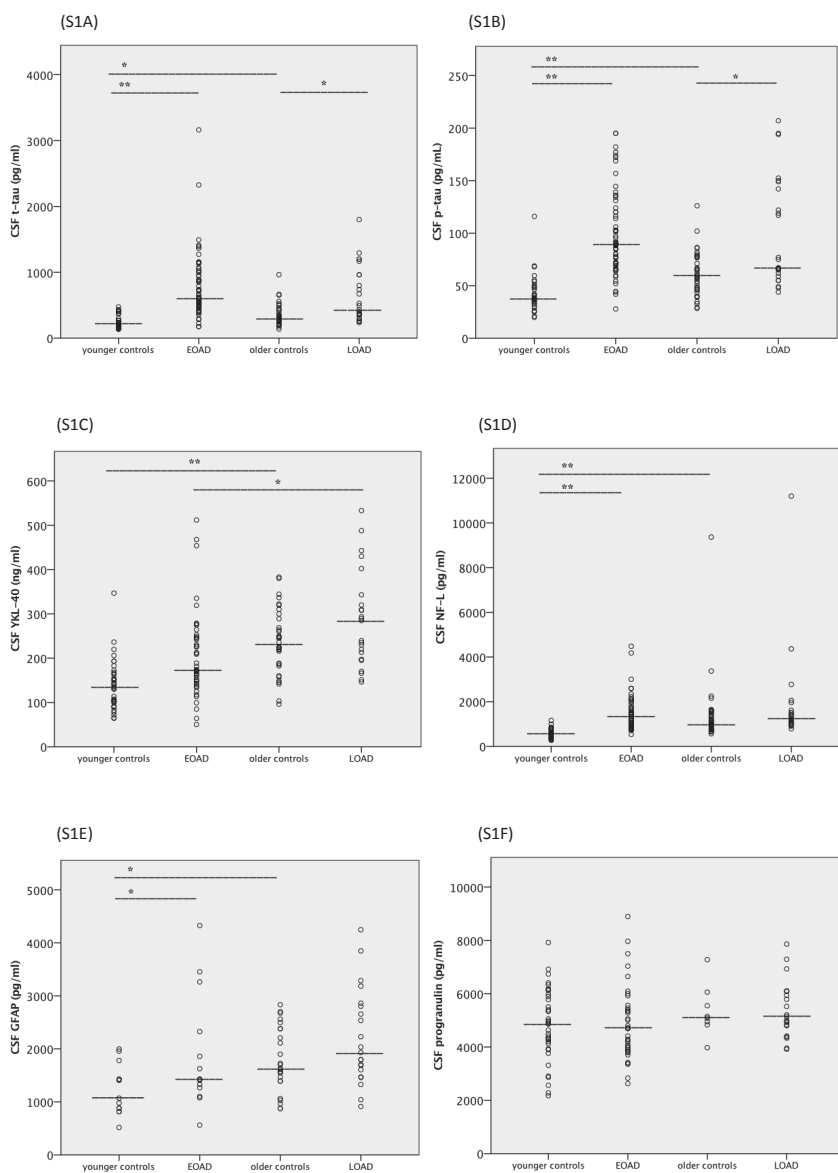 (S1A)
4000
3000
2000
1000
0
CSF t-tau (pg/ml)
*
**
*
younger controls EOAD older controls LOAD
(S1B)
250
200
150
100
50
0
CSF p-tau (pg/mL)
**
**
*
younger controls EOAD older controls LOAD
(S1C)
600
500
400
300
200
100
0
CSF YKL-40 (ng/ml)
**
*
younger controls EOAD older controls LOAD
(S1D)
12000
10000
8000
6000
4000
2000
0
CSF NF-L (pg/ml)
**
**
younger controls EOAD older controls LOAD
(S1E)
5000
4000
3000
2000
1000
0
CSF GFAP (pg/ml)
*
*
younger controls EOAD older controls LOAD
(S1F)
10000
8000
6000
4000
2000
0
CSF progranulin (pg/ml)
younger controls EOAD older controls LOAD